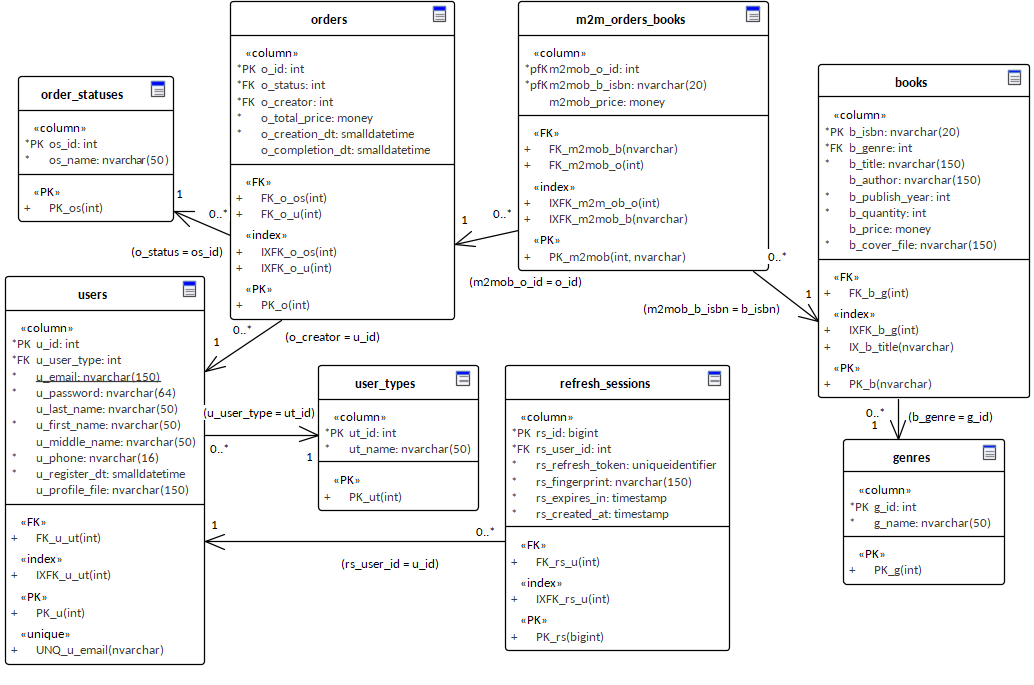 orders
«column»
*PK o_id: int
*FK o_status: int
*FK o_creator: int
* o_total_price: money
* o_creation_dt: smalldatetime
o_completion_dt: smalldatetime
«FK»
+ FK_o_os(int)
+ FK_o_u(int)
«index»
+ IXFK_o_os(int)
+ IXFK_o_u(int)
«PK»
+ PK_o(int)
m2m_orders_books
«column»
*pfK m2mob_o_id: int
*pfK m2mob_b_isbn: nvarchar(20)
m2mob_price: money
«FK»
+ FK_m2mob_b(nvarchar)
+ FK_m2mob_o(int)
«index»
+ IXFK_m2m_ob_o(int)
+ IXFK_m2mob_b(nvarchar)
«PK»
+ PK_m2mob(int, nvarchar)
books
«column»
*PK b_isbn: nvarchar(20)
*FK b_genre: int
* b_title: nvarchar(150)
b_author: nvarchar(150)
* b_publish_year: int
* b_quantity: int
b_price: money
* b_cover_file: nvarchar(150)
«FK»
+ FK_b_g(int)
«index»
+ IXFK_b_g(int)
+ IX_b_title(nvarchar)
«PK»
+ PK_b(nvarchar)
order_statuses
«column»
*PK os_id: int
* os_name: nvarchar(50)
«PK»
+ PK_os(int)
1
0..*
(o_status = os_id)
1
0..*
(m2mob_o_id = o_id)
0..*
1
(m2mob_b_isbn = b_isbn)
users
«column»
*PK u_id: int
*FK u_user_type: int
* u_email: nvarchar(150)
* u_password: nvarchar(64)
u_last_name: nvarchar(50)
* u_first_name: nvarchar(50)
u_middle_name: nvarchar(50)
* u_phone: nvarchar(16)
* u_register_dt: smalldatetime
* u_profile_file: nvarchar(150)
«FK»
+ FK_u_ut(int)
«index»
+ IXFK_u_ut(int)
«PK»
+ PK_u(int)
«unique»
+ UNQ_u_email(nvarchar)
0..*
1
(o_creator = u_id)
user_types
«column»
*PK ut_id: int
* ut_name: nvarchar(50)
«PK»
+ PK_ut(int)
(u_user_type = ut_id)
0..*
1
refresh_sessions
«column»
*PK rs_id: bigint
*FK rs_user_id: int
* rs_refresh_token: uniqueidentifier
* rs_fingerprint: nvarchar(150)
* rs_expires_in: timestamp
* rs_created_at: timestamp
«FK»
+ FK_rs_u(int)
«index»
+ IXFK_rs_u(int)
«PK»
+ PK_rs(bigint)
1
0..*
(rs_user_id = u_id)
0..*
1
(b_genre = g_id)
genres
«column»
*PK g_id: int
* g_name: nvarchar(50)
«PK»
+ PK_g(int)